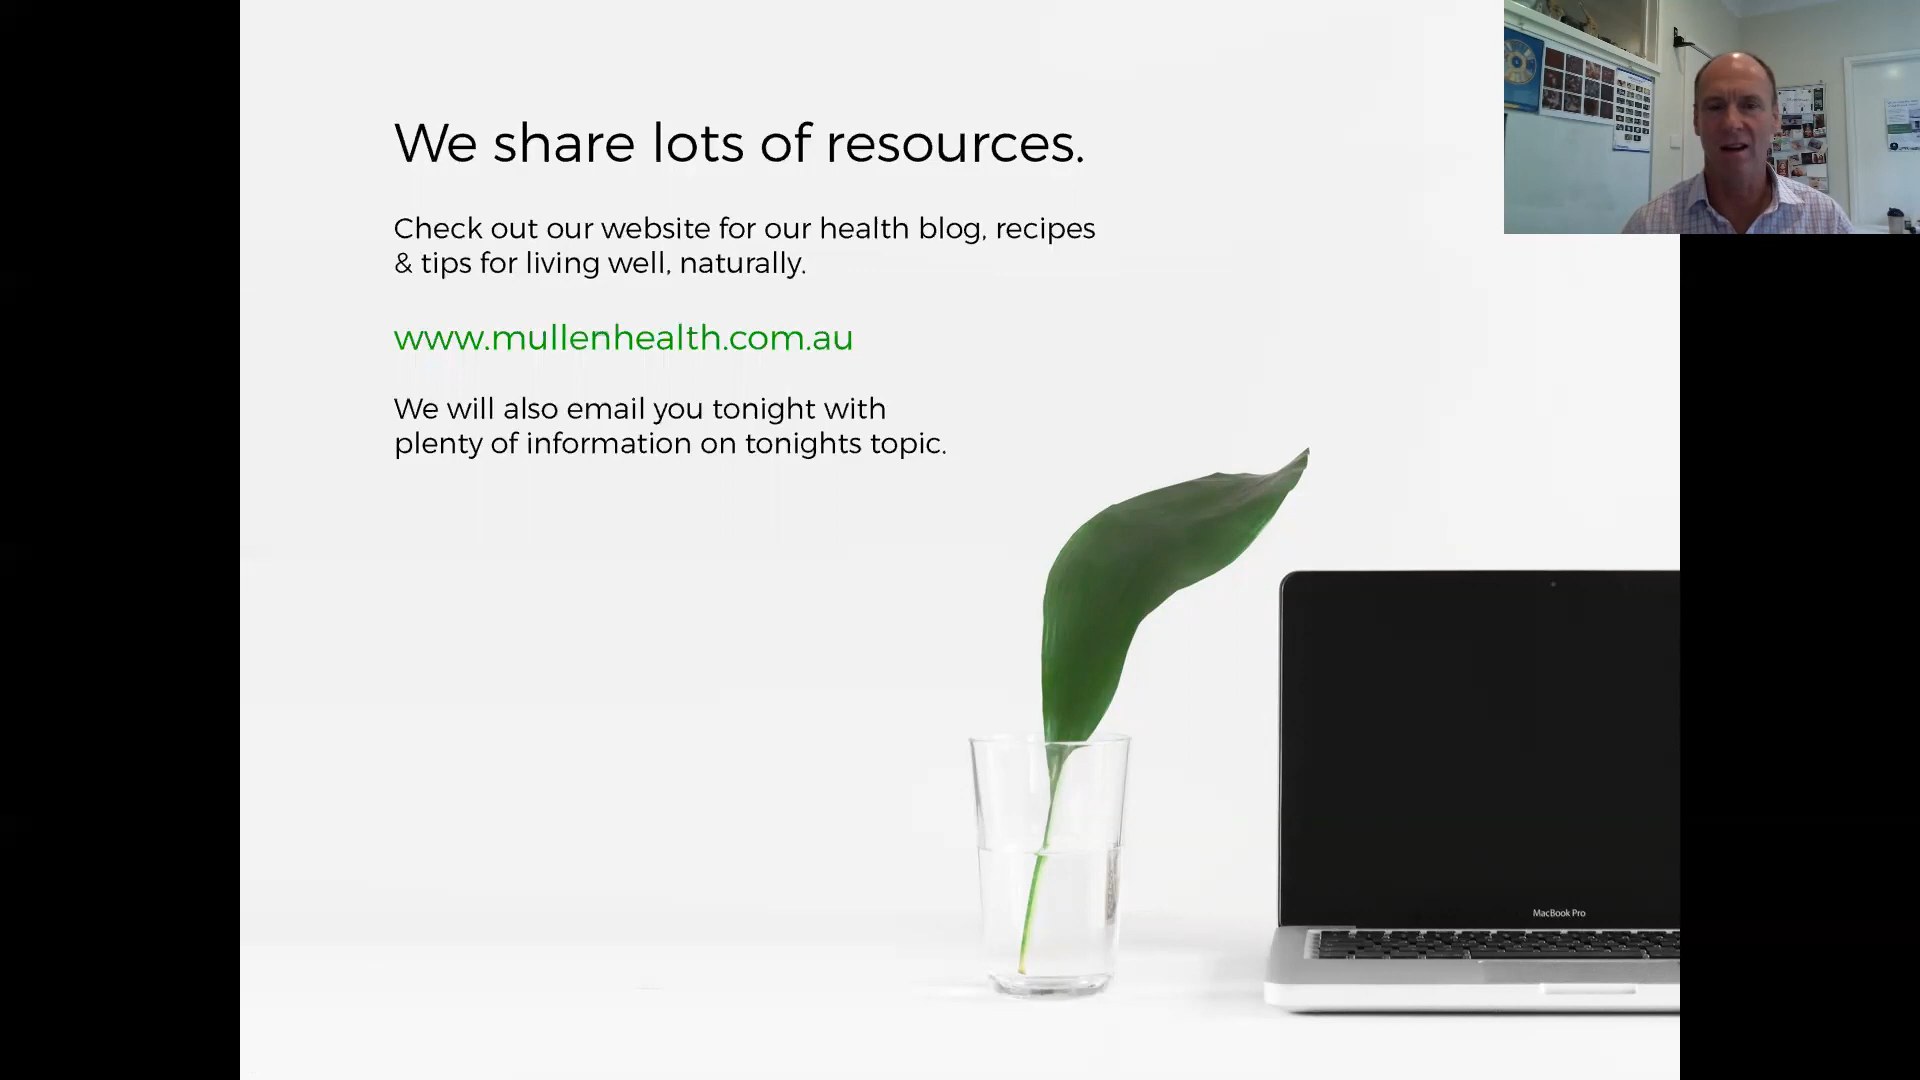 We share lots of resources.
Check out our website for our health blog, recipes
& tips for living well, naturally.
www.mullenhealth.com.au
We will also email you tonight with
plenty of information on tonights topic.
MacBook Pro